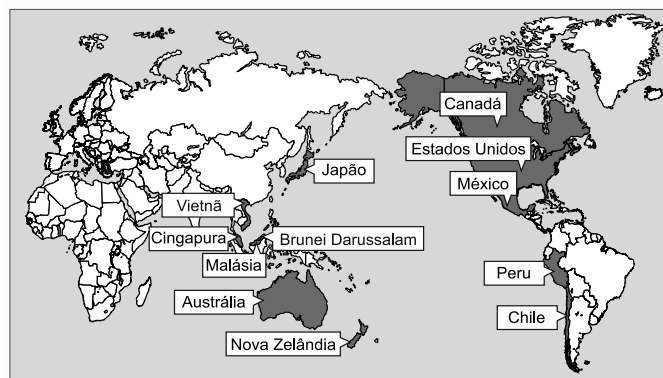 Canadá
Estados Unidos
Japão
México
Vietnã
Cingapura
Brunei Darussalam
Malásia
Peru
Austrália
Chile
Nova Zelândia